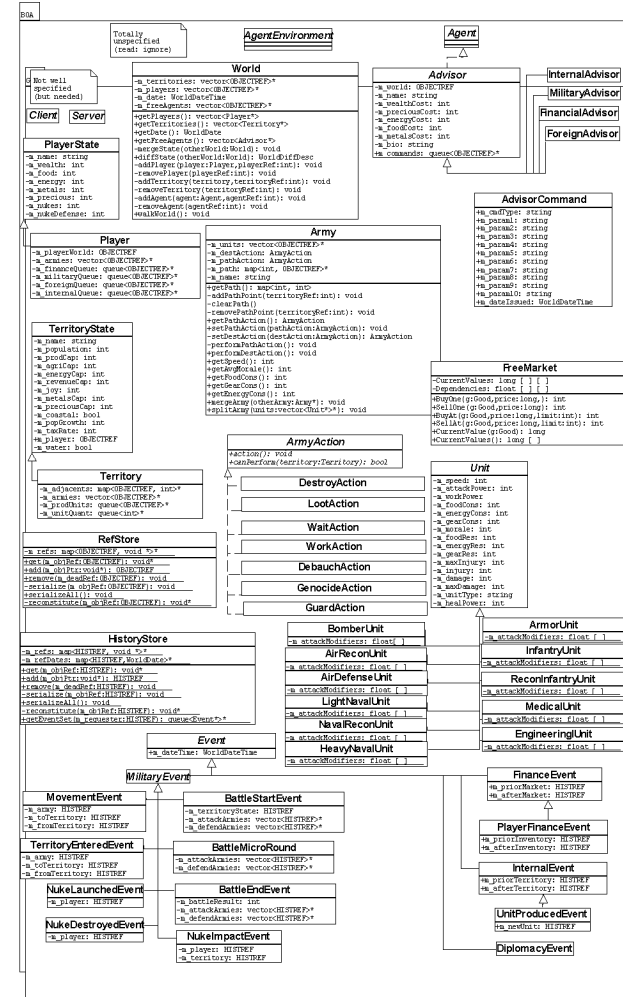 BOA
Totally
unspecified
(read: ignore)
AgentEnvironment
Agent
Not well
specified
(but needed)
Client
Server
World
-m_territories: vector<OBJECTREF>*
-m_players: vector<OBJECTREF>*
-m_date: WorldDateTime
-m_freeAgents: vector<OBJECTREF>*
+getPlayers(): vector<Player*>
+getTerritories(): vector<Territory*>
+getDate(): WorldDate
+getFreeAgents(): vector<Advisor*>
-mergeState(otherWorld:World): void
+diffState(otherWorld:World): WorldDiffDesc
-addPlayer(player:Player,playerRef:int): void
-removePlayer(playerRef:int): void
-addTerritory(territory,territoryRef:int): void
-removeTerritory(territoryRef:int): void
-addAgent(agent:Agent,agentRef:int): void
-removeAgent(agentRef:int): void
+walkWorld(): void
Advisor
-m_world: OBJECTREF
-m_name: string
-m_wealthCost: int
-m_preciousCost: int
-m_energyCost: int
-m_foodCost: int
-m_metalsCost: int
-m_bio: string
-m_commands: queue<OBJECTREF>*
InternalAdvisor
MilitaryAdvisor
FinancialAdvisor
ForeignAdvisor
PlayerState
-m_name: string
-m_wealth: int
-m_food: int
-m_energy: int
-m_metals: int
-m_precious: int
-m_nukes: int
-m_nukeDefense: int
Player
-m_playerWorld: OBJECTREF
-m_armies: vector<OBJECTREF>*
-m_financeQueue: queue<OBJECTREF>*
-m_militaryQueue: queue<OBJECTREF>*
-m_foreignQueue: queue<OBJECTREF>*
-m_internalQueue: queue<OBJECTREF>*
Army
-m_units: vector<OBJECTREF>*
-m_destAction: ArmyAction
-m_pathAction: ArmyAction
-m_path: map<int, OBJECTREF>*
-m_name: string
+getPath(): map<int, int>
-addPathPoint(territoryRef:int): void
-clearPath()
-removePathPoint(territoryRef:int): void
+getPathAction(): ArmyAction
+setPathAction(pathAction:ArmyAction): void
-setDestAction(destAction:ArmyAction): ArmyAction
-performPathAction(): void
-performDestAction(): void
+getSpeed(): int
+getAvgMorale(): int
+getFoodCons(): int
+getGearCons(): int
+getEnergyCons(): int
+mergeArmy(otherArmy:Army*): void
+splitArmy(units:vector<Unit*>*): void
AdvisorCommand
+m_cmdType: string
+m_param1: string
+m_param2: string
+m_param3: string
+m_param4: string
+m_param5: string
+m_param6: string
+m_param7: string
+m_param8: string
+m_param9: string
+m_param10: string
+m_dateIssued: WorldDateTime
TerritoryState
-m_name: string
-m_population: int
-m_prodCap: int
-m_agriCap: int
-m_energyCap: int
-m_revenueCap: int
-m_joy: int
-m_metalsCap: int
-m_preciousCap: int
-m_coastal: bool
-m_popGrowth: int
-m_taxRate: int
+m_player: OBJECTREF
-m_water: bool
FreeMarket
-CurrentValues: long [ ] [ ]
-Dependencies: float [ ] [ ]
+BuyOne(g:Good,price:long,): int
+SellOne(g:Good,price:long): int
+BuyAt(g:Good,price:long,limit:int): int
+SellAt(g:Good,price:long,limit:int): int
+CurrentValue(g:Good): long
+CurrentValues(): long [ ]
Territory
-m_adjacents: map<OBJECTREF, int>*
-m_armies: vector<OBJECTREF>*
-m_prodUnits: queue<OBJECTREF>*
-m_unitQuant: queue<int>*
ArmyAction
+action(): void
+canPerform(territory:Territory): bool
DestroyAction
LootAction
WaitAction
WorkAction
DebauchAction
GenocideAction
GuardAction
Unit
-m_speed: int
-m_attackPower: int
-m_workPower
-m_foodCons: int
-m_energyCons: int
-m_gearCons: int
-m_morale: int
-m_foodRes: int
-m_energyRes: int
-m_gearRes: int
-m_maxInjury: int
-m_injury: int
-m_damage: int
-m_maxDamage: int
-m_unitType: string
-m_healPower: int
RefStore
-m_refs: map<OBJECTREF, void *>*
+get(m_objRef:OBJECTREF): void*
+add(m_objPtr:void*): OBJECTREF
+remove(m_deadRef:OBJECTREF): void
-serialize(m_objRef:OBJECTREF): void
+serializeAll(): void
-reconstitute(m_objRef:OBJECTREF): void*
HistoryStore
-m_refs: map<HISTREF, void *>*
-m_refDates: map<HISTREF,WorldDate>*
+get(m_objRef:HISTREF): void*
+add(m_objPtr:void*): HISTREF
+remove(m_deadRef:HISTREF): void
-serialize(m_objRef:HISTREF): void
+serializeAll(): void
-reconstitute(m_objRef:HISTREF): void*
+getEventSet(m_requester:HISTREF): queue<Event*>*
BomberUnit
-m_attackModifiers: float[ ]
AirReconUnit
-m_attackModifiers: float [ ]
AirDefenseUnit
-m_attackModifiers: float [ ]
LightNavalUnit
-m_attackModifiers: float [ ]
NavalReconUnit
-m_attackModifiers: float [ ]
HeavyNavalUnit
-m_attackModifiers: float [ ]
ArmorUnit
-m_attackModifiers: float [ ]
InfantryUnit
-m_attackModifiers: float [ ]
ReconInfantryUnit
-m_attackModifiers: float [ ]
MedicalUnit
-m_attackModifiers: float [ ]
EngineeringUnit
-m_attackModifiers: float [ ]
Event
+m_dateTime: WorldDateTime
MilitaryEvent
MovementEvent
-m_army: HISTREF
-m_toTerritory: HISTREF
-m_fromTerritory: HISTREF
BattleStartEvent
-m_territoryState: HISTREF
-m_attackArmies: vector<HISTREF>*
-m_defendArmies: vector<HISTREF>*
TerritoryEnteredEvent
-m_army: HISTREF
-m_toTerritory: HISTREF
-m_fromTerritory: HISTREF
BattleMicroRound
-m_attackArmies: vector<HISTREF>*
-m_defendArmies: vector<HISTREF>*
NukeLaunchedEvent
-m_player: HISTREF
BattleEndEvent
-m_battleResult: int
-m_attackArmies: vector<HISTREF>*
-m_defendArmies: vector<HISTREF>*
NukeDestroyedEvent
-m_player: HISTREF
NukeImpactEvent
-m_player: HISTREF
-m_territory: HISTREF
FinanceEvent
+m_priorMarket: HISTREF
+m_afterMarket: HISTREF
PlayerFinanceEvent
+m_priorInventory: HISTREF
+m_afterInventory: HISTREF
InternalEvent
+m_priorTerritory: HISTREF
+m_afterTerritory: HISTREF
UnitProducedEvent
+m_newUnit: HISTREF
DiplomacyEvent